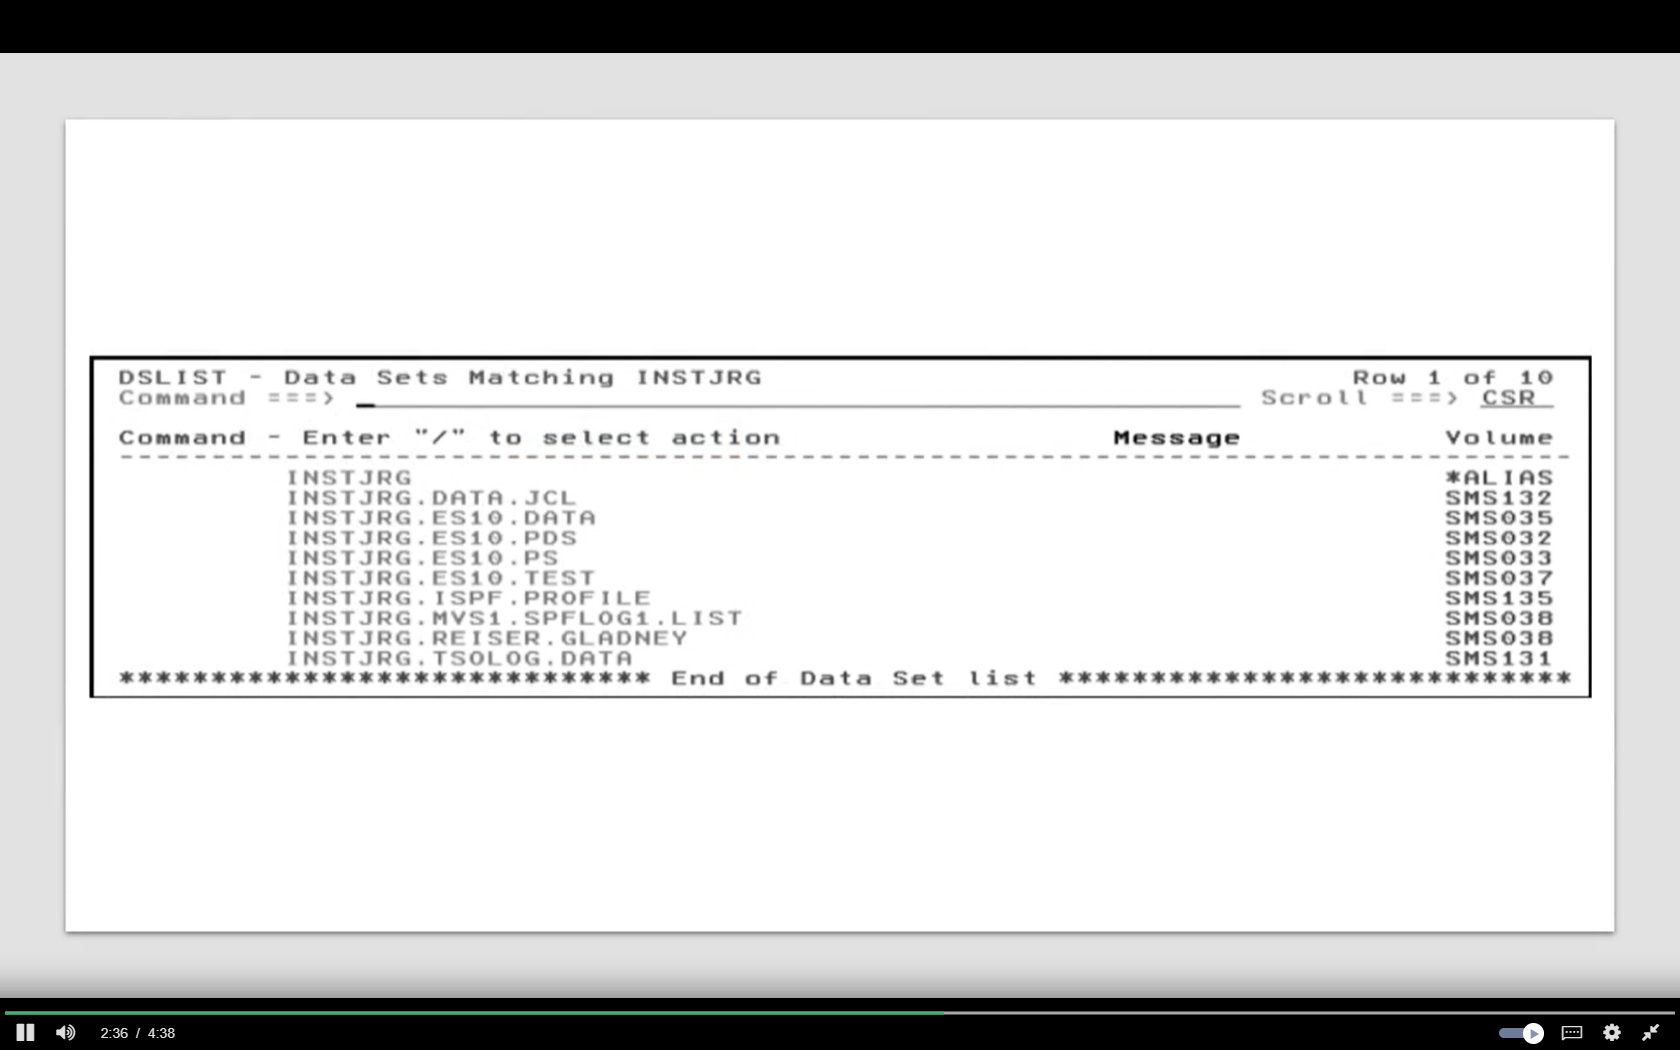 DSLIST - Data Sets Matching INSTJRG Row 1 of 10
Command ===> Scroll ===> CSR
Command - Enter "/" to select action Message Volume
-------------------------------------------------------------------------------
INSTJRG *ALIAS
INSTJRG.DATA.JCL SMS132
INSTJRG.ES10.DATA SMS035
INSTJRG.ES10.PDS SMS032
INSTJRG.ES10.PS SMS033
INSTJRG.ES10.TEST SMS037
INSTJRG.ISPF.PROFILE SMS135
INSTJRG.MVS1.SPFLOG1.LIST SMS038
INSTJRG.REISER.GLADNEY SMS038
INSTJRG.TSOLOG.DATA SMS131
***************************** End of Data Set list ****************************
2:36 / 4:38